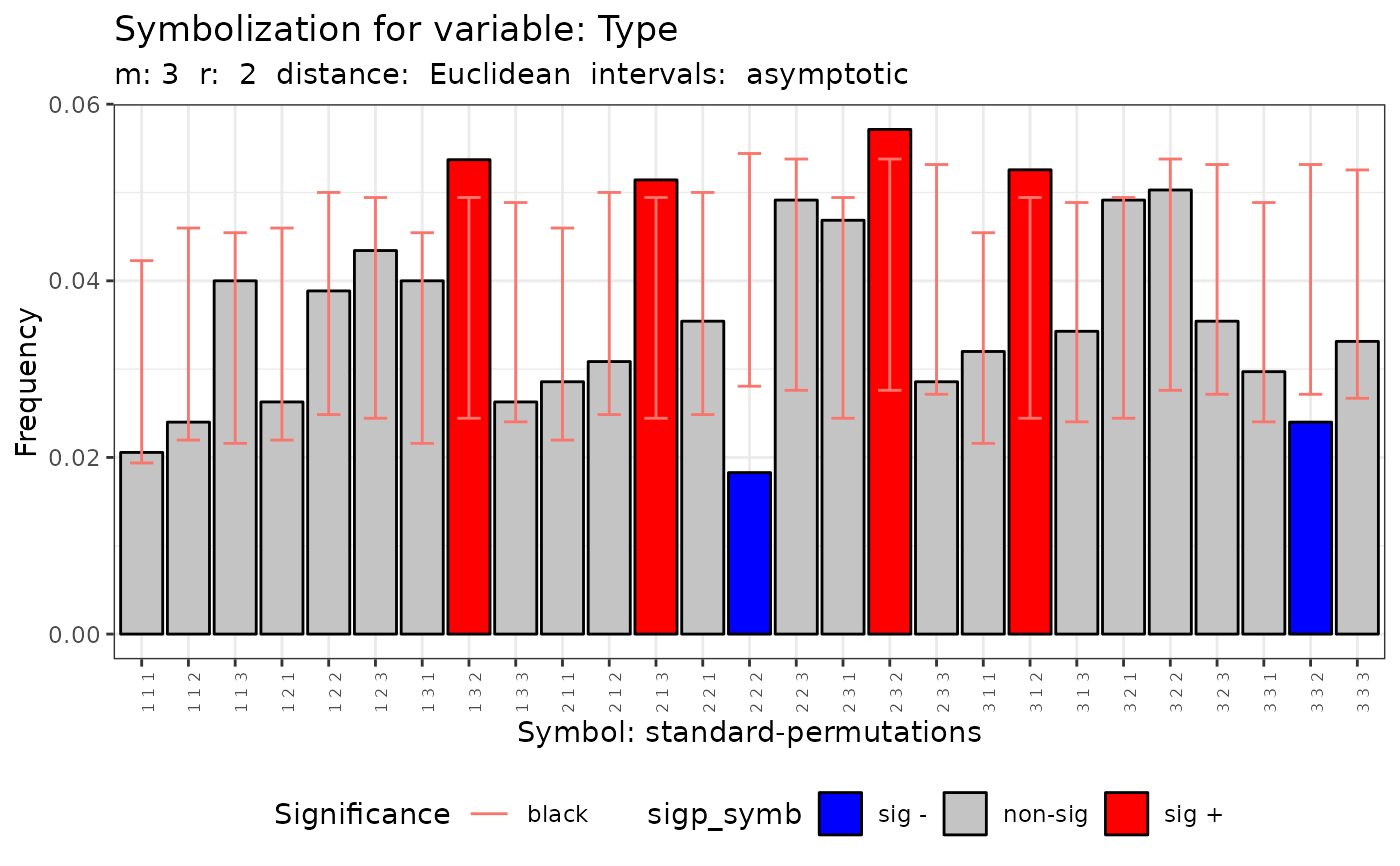 Symbolization for variable: Type
m: 3 r: 2 distance: Euclidean intervals: asymptotic
Frequency
0.06
0.04
0.02
0.00
1 1 1
1 1 2
1 1 3
1 2 1
1 2 2
1 2 3
1 3 1
1 3 2
1 3 3
2 1 1
2 1 2
2 1 3
2 2 1
2 2 2
2 2 3
2 3 1
2 3 2
2 3 3
3 1 1
3 1 2
3 1 3
3 2 1
3 2 2
3 2 3
3 3 1
3 3 2
3 3 3
Symbol: standard-permutations
Significance black sigp_symb sig - non-sig sig +